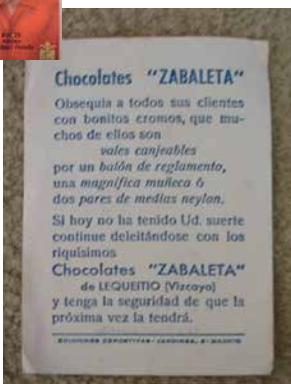 Chocolates "ZABALETA"
Obsequia a todos sus clientes
con bonitos cromos, que mu-
chos de ellos son
vales canjeables
por un balón de reglamento,
una magnífica muñeca ó
dos pares de medias neylon.
Si hoy no ha tenido Ud. suerte
continue deleitándose con los
riquísimos
Chocolates "ZABALETA"
de LEQUEITIO (Vizcaya)
y tenga la seguridad de que la
próxima vez la tendrá.
EDICIONES DEPORTIVAS - JARDINES, - MADRID